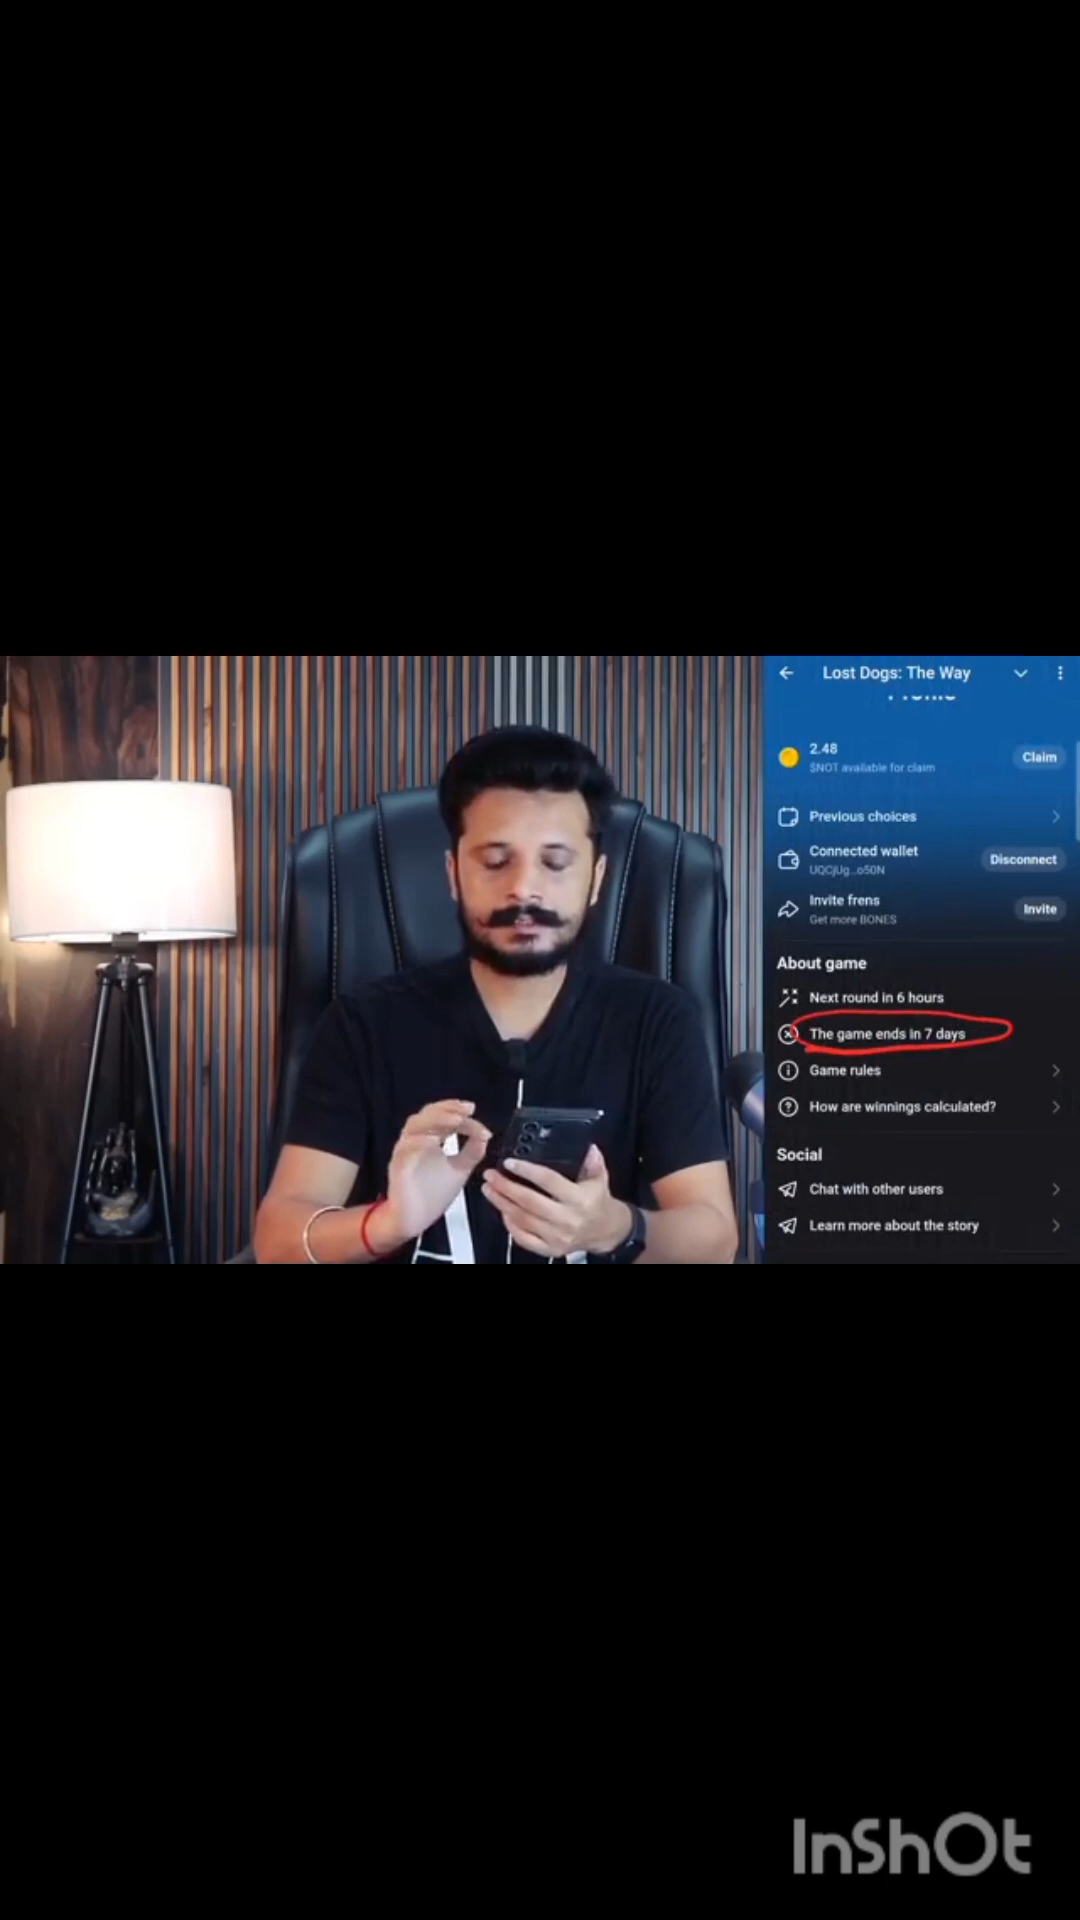 Lost Dogs: The Way
2.48
$NOT available for claim
Claim
Previous choices
Connected wallet
UQCjUg...o50N
Disconnect
Invite frens
Get more BONES
Invite
About game
Next round in 6 hours
The game ends in 7 days
Game rules
How are winnings calculated?
Social
Chat with other users
Learn more about the story
InShOt